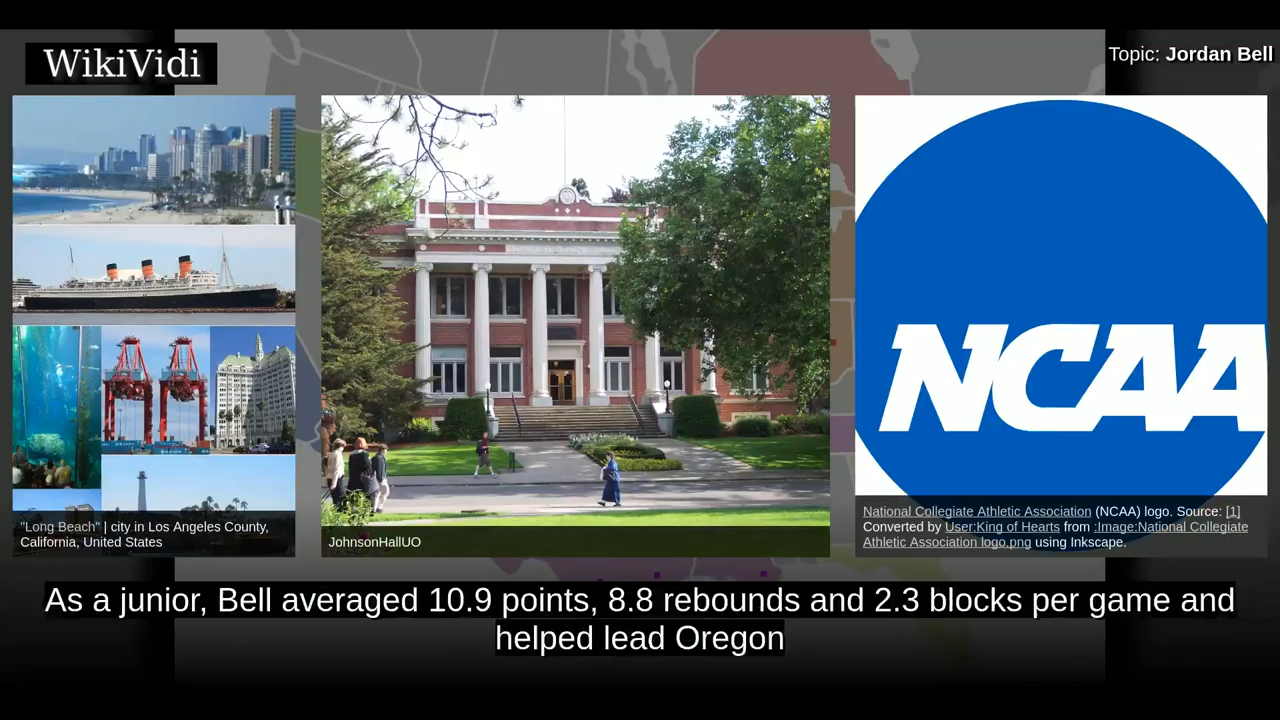 WikiVidi
Topic: Jordan Bell
"Long Beach" | city in Los Angeles County,
California, United States
JohnsonHallUO
NCAA
National Collegiate Athletic Association (NCAA) logo. Source: [1]
Converted by User:King of Hearts from :Image:National Collegiate
Athletic Association logo.png using Inkscape.
As a junior, Bell averaged 10.9 points, 8.8 rebounds and 2.3 blocks per game and
helped lead Oregon